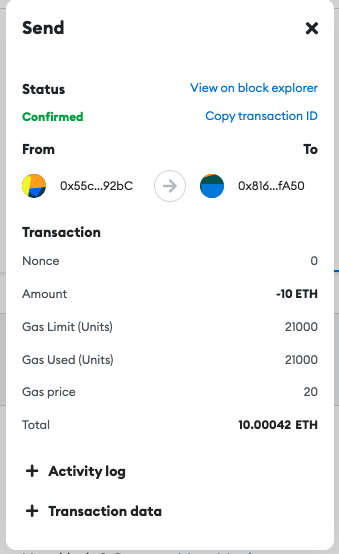 Send
Status
View on block explorer
Confirmed
Copy transaction ID
From
To
0x55c...92bC
0x816...fA50
Transaction
Nonce
0
Amount
-10 ETH
Gas Limit (Units)
21000
Gas Used (Units)
21000
Gas price
20
Total
10.00042 ETH
+ Activity log
+ Transaction data